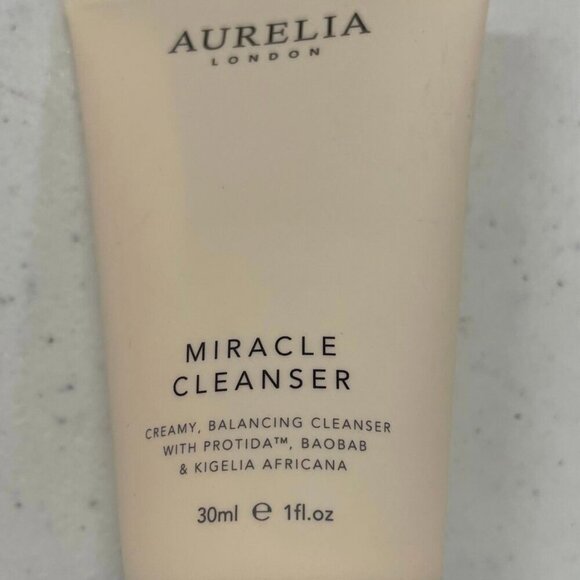 AURELIA
LONDON
MIRACLE
CLEANSER
CREAMY, BALANCING CLEANSER
WITH PROTIDA™, BAOBAB
& KIGELIA AFRICANA
30ml ℮ 1fl.oz